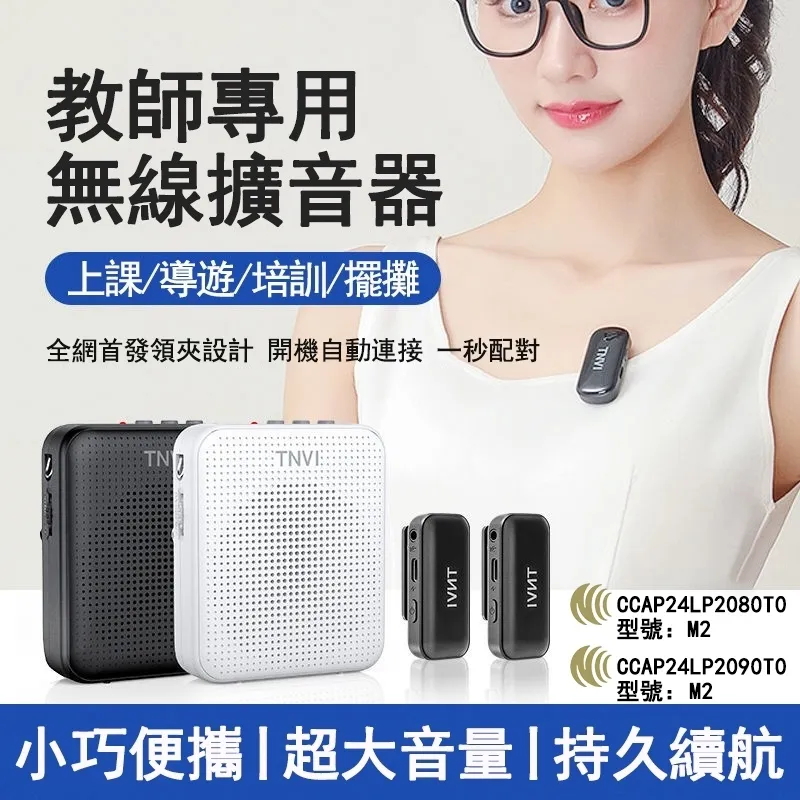 教師專用
無線擴音器
上課/導遊/培訓/擺攤
全網首發領夾設計 開機自動連接 一秒配對
TNVI
TNVI
TNVI
TNVI
TNVI
CCAP24LP2080T0
型號：M2
CCAP24LP2090T0
型號：M2
小巧便攜|超大音量|持久續航